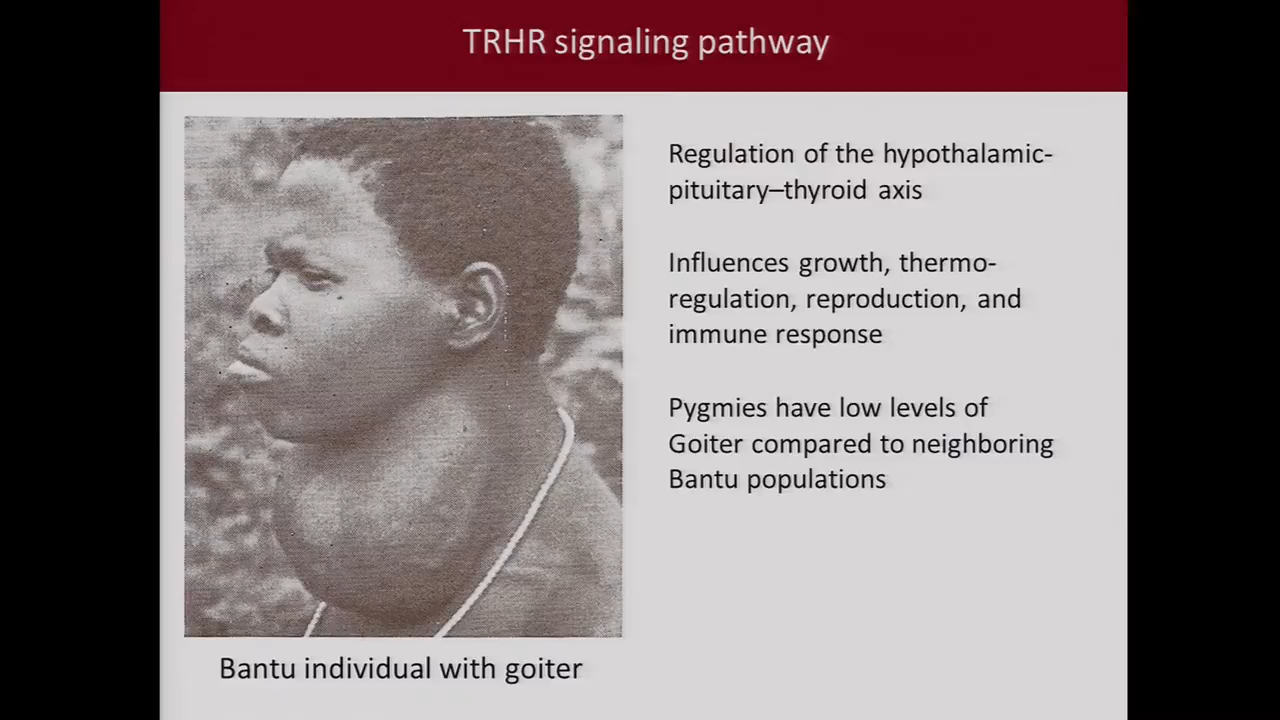 TRHR signaling pathway
Regulation of the hypothalamic-
pituitary–thyroid axis
Influences growth, thermo-
regulation, reproduction, and
immune response
Pygmies have low levels of
Goiter compared to neighboring
Bantu populations
Bantu individual with goiter